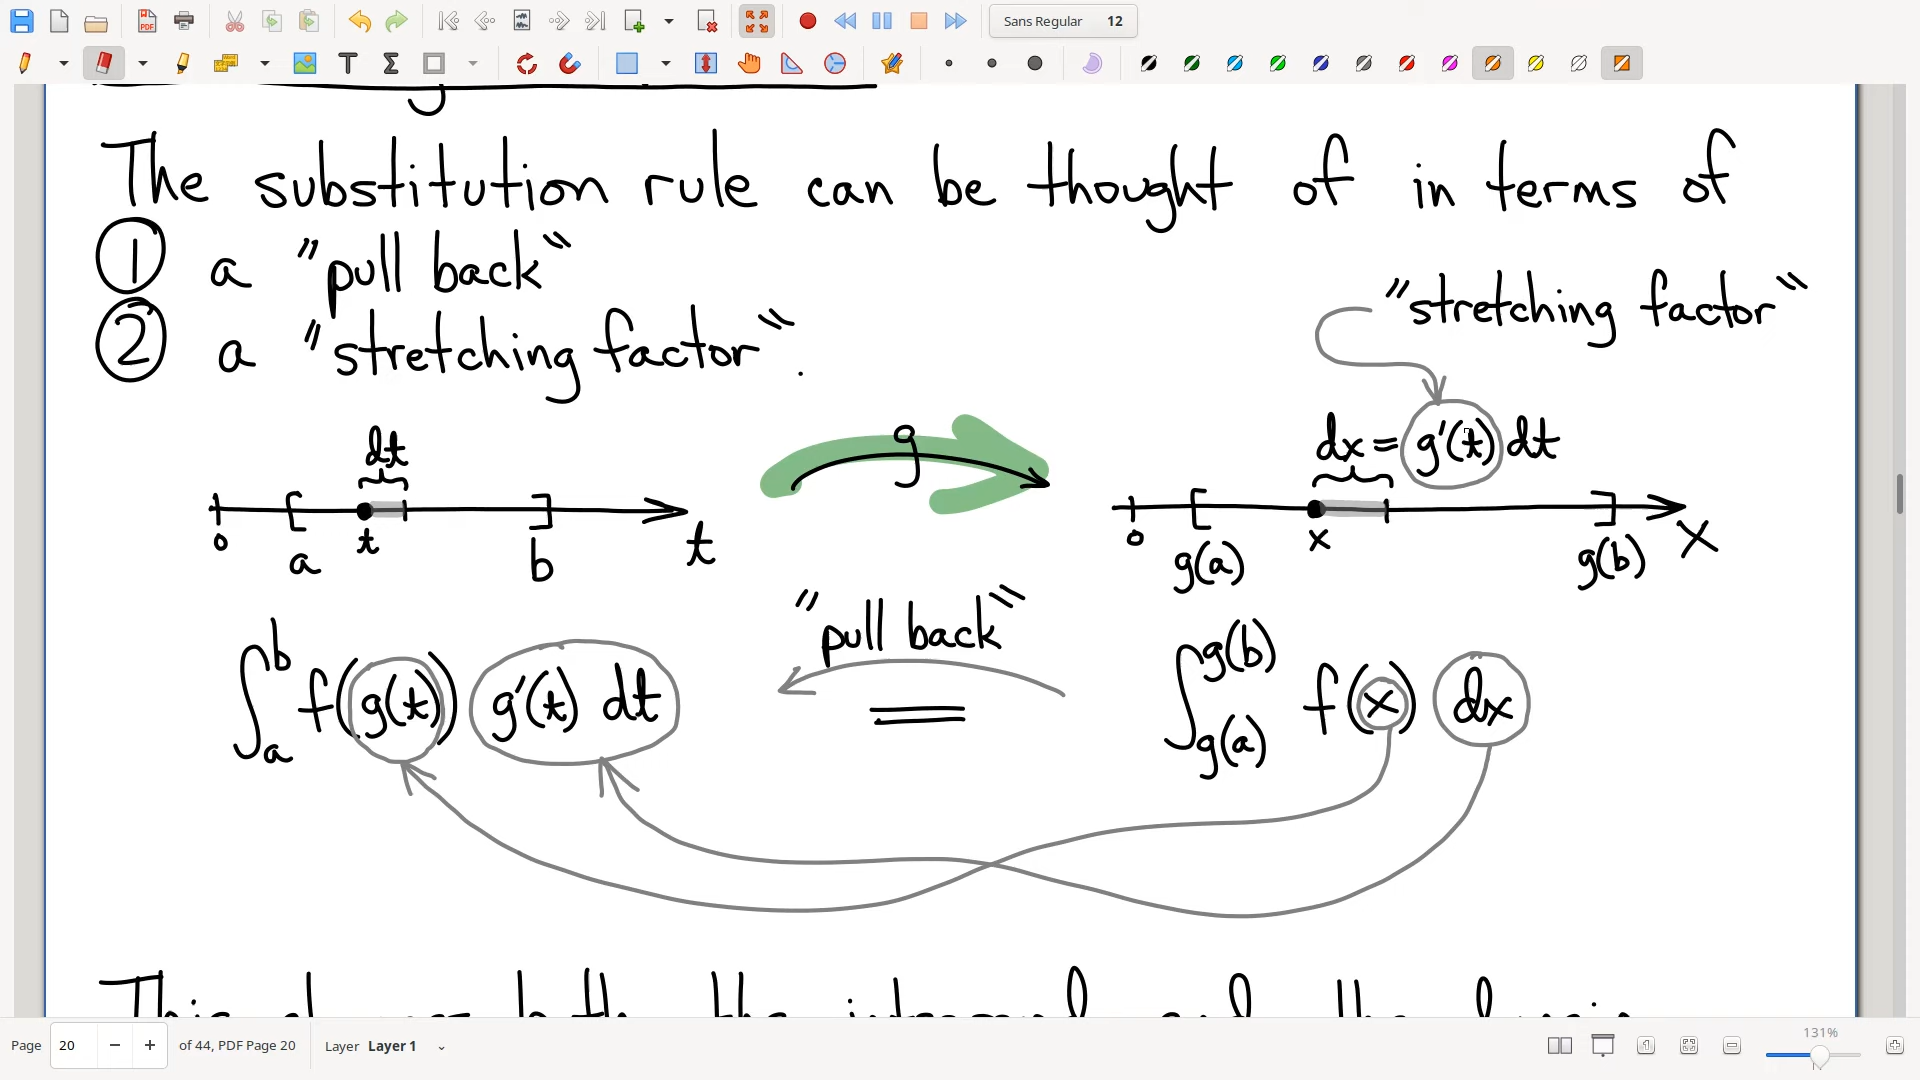 Sans Regular 12
The substitution rule can be thought of in terms of
① a "pull back"
② a "stretching factor".
"stretching factor"
dt
g
dx = g'(t) dt
0 a t b t
0 g(a) x g(b) x
"pull back"
∫_a^b f(g(t)) g'(t) dt = ∫_{g(a)}^{g(b)} f(x) dx
Page 20 − + of 44, PDF Page 20 Layer Layer 1 131%